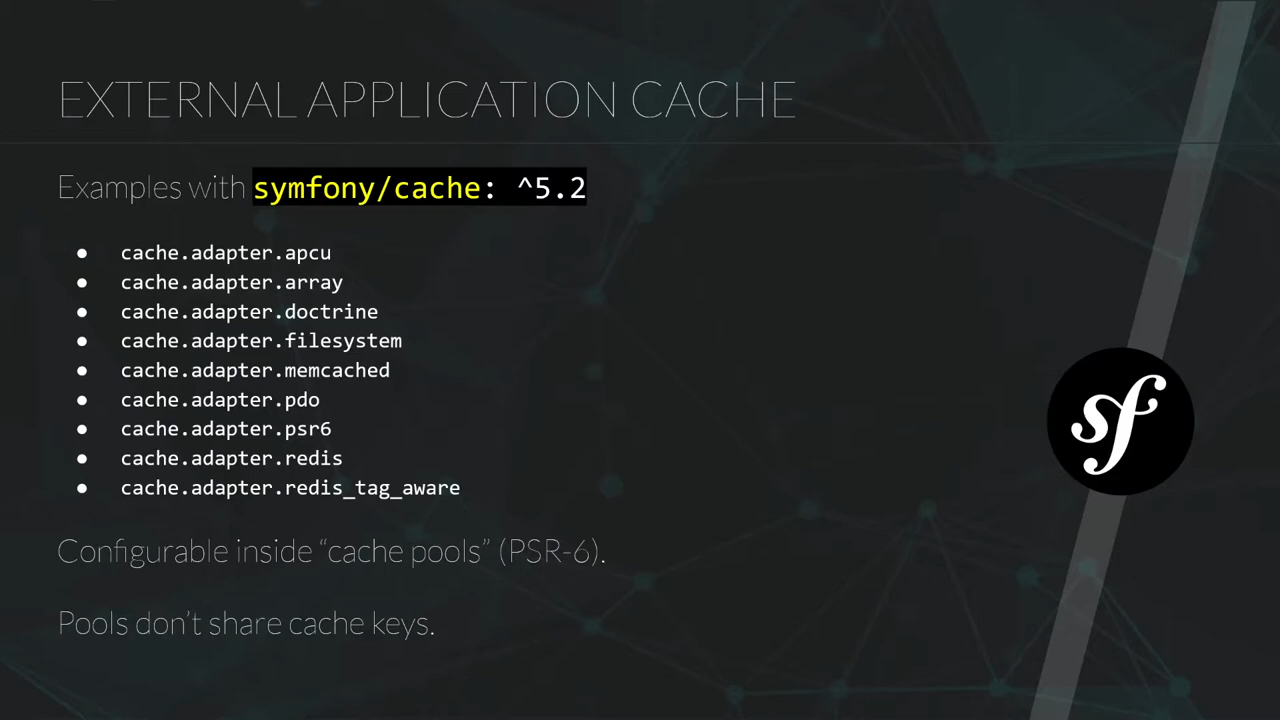 EXTERNAL APPLICATION CACHE
Examples with symfony/cache: ^5.2
● cache.adapter.apcu
● cache.adapter.array
● cache.adapter.doctrine
● cache.adapter.filesystem
● cache.adapter.memcached
● cache.adapter.pdo
● cache.adapter.psr6
● cache.adapter.redis
● cache.adapter.redis_tag_aware
sf
Configurable inside “cache pools” (PSR-6).
Pools don’t share cache keys.